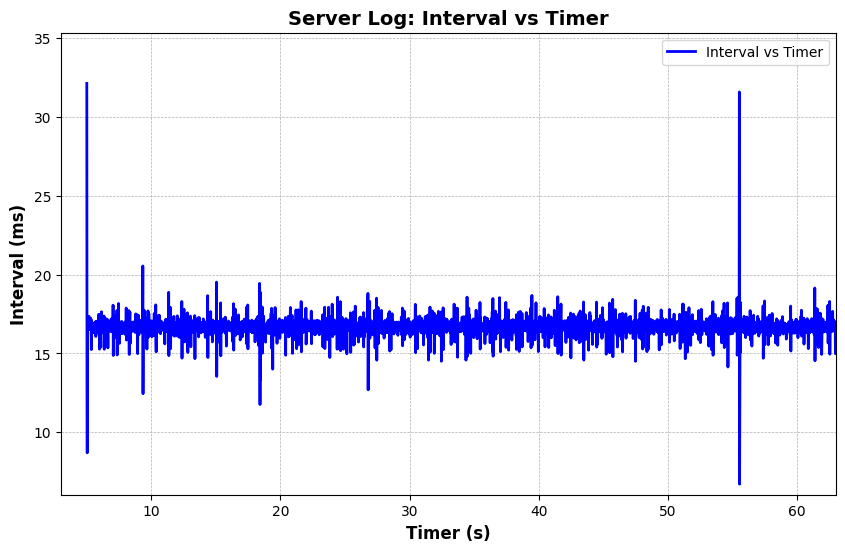 Server Log: Interval vs Timer
Interval vs Timer
Interval (ms)
35
30
25
20
15
10
10 20 30 40 50 60
Timer (s)